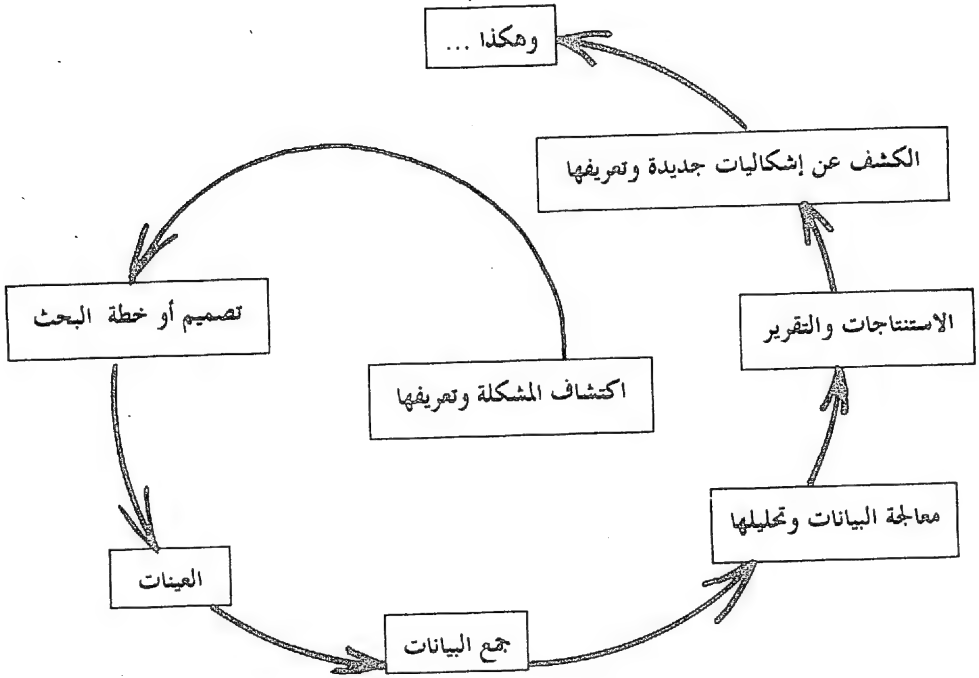 وهكذا ...
الكشف عن إشكاليات جديدة وتعريفها
تصميم أو خطة البحث
الاستنتاجات والتقرير
اكتشاف المشكلة وتعريفها
معالجة البيانات وتحليلها
العينات
جمع البيانات